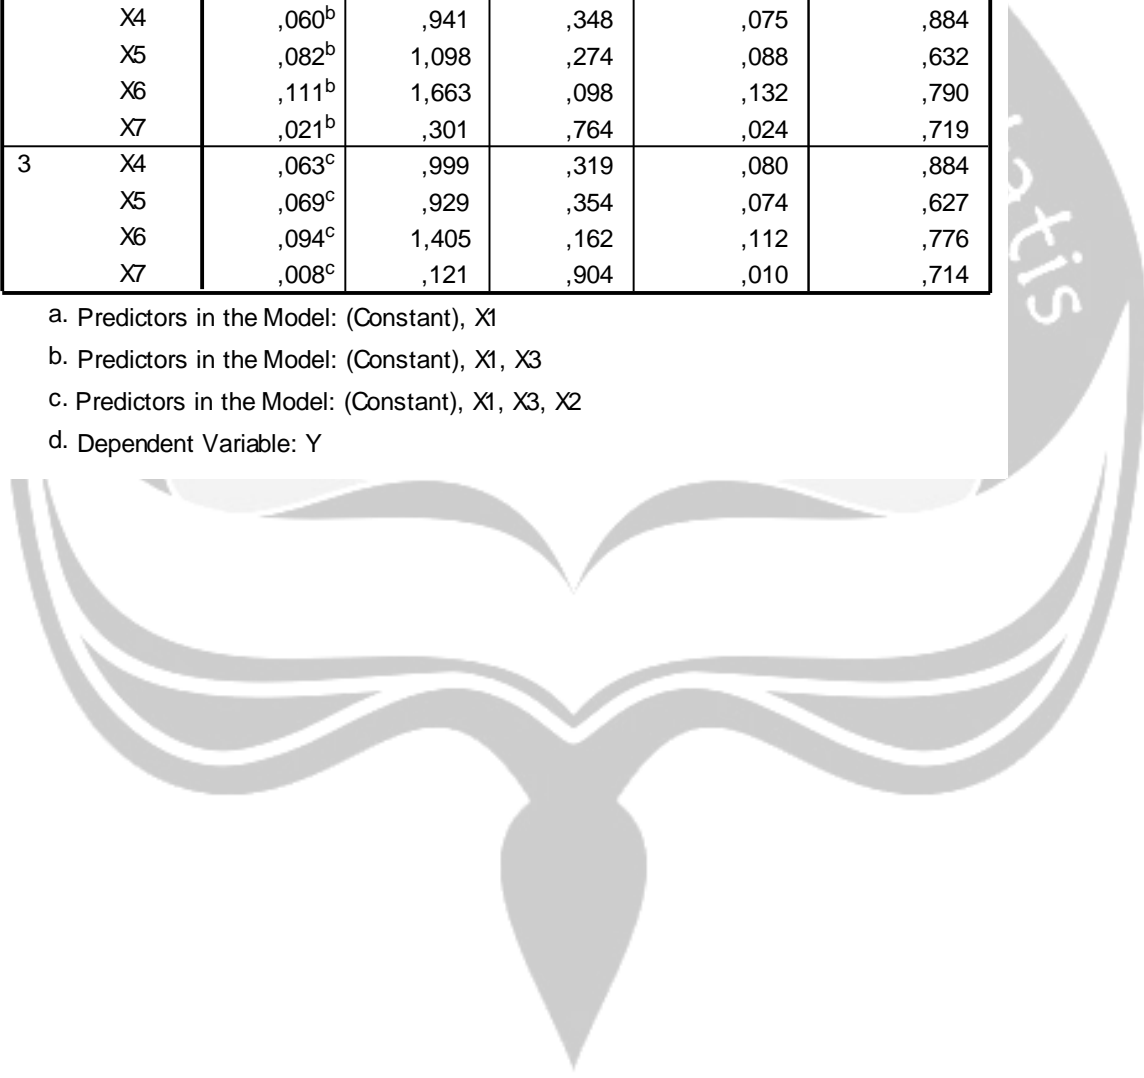 X4 ,060b ,941 ,348 ,075 ,884
X5 ,082b 1,098 ,274 ,088 ,632
X6 ,111b 1,663 ,098 ,132 ,790
X7 ,021b ,301 ,764 ,024 ,719
3 X4 ,063c ,999 ,319 ,080 ,884
X5 ,069c ,929 ,354 ,074 ,627
X6 ,094c 1,405 ,162 ,112 ,776
X7 ,008c ,121 ,904 ,010 ,714
a. Predictors in the Model: (Constant), X1
b. Predictors in the Model: (Constant), X1, X3
c. Predictors in the Model: (Constant), X1, X3, X2
d. Dependent Variable: Y